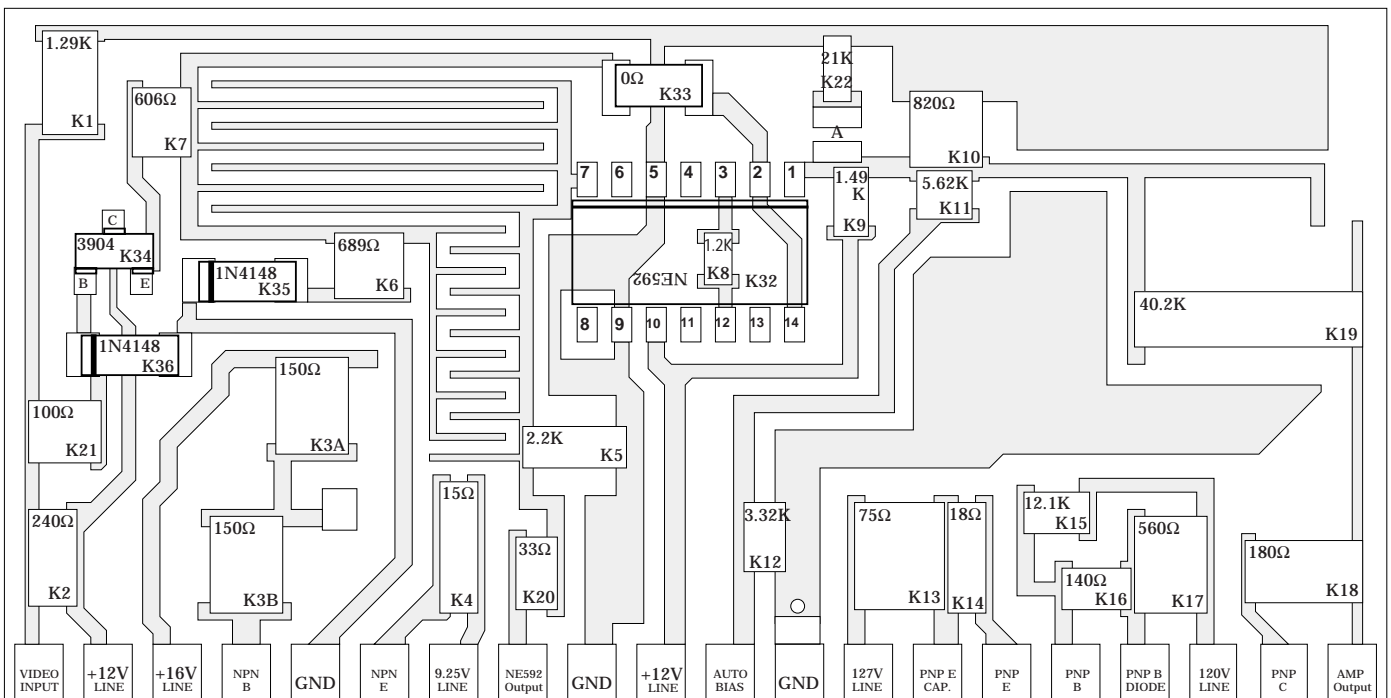 1.29K
K1
606Ω
K7
0Ω
K33
21K
K22
A
820Ω
K10
7
6
5
4
3
2
1
1.49
K
K9
5.62K
K11
C
3904
K34
B
E
689Ω
K6
1N4148
K35
1.2K
K8
NE592
K32
40.2K
K19
8
9
10
11
12
13
14
1N4148
K36
150Ω
K3A
100Ω
K21
2.2K
K5
240Ω
K2
150Ω
K3B
15Ω
K4
33Ω
K20
3.32K
K12
75Ω
K13
18Ω
K14
12.1K
K15
140Ω
K16
560Ω
K17
180Ω
K18
VIDEO
INPUT
+12V
LINE
+16V
LINE
NPN
B
GND
NPN
E
9.25V
LINE
NE592
Output
GND
+12V
LINE
AUTO
BIAS
GND
127V
LINE
PNP E
CAP.
PNP
E
PNP
B
PNP B
DIODE
120V
LINE
PNP
C
AMP
Output